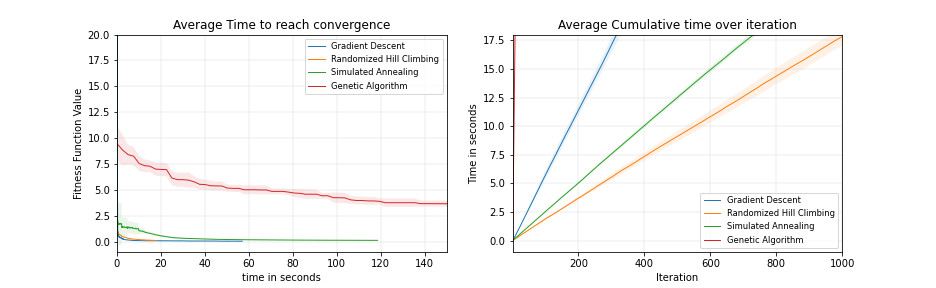 Average Time to reach convergence
Fitness Function Value
20.0
17.5
15.0
12.5
10.0
7.5
5.0
2.5
0.0
Gradient Descent
Randomized Hill Climbing
Simulated Annealing
Genetic Algorithm
0 20 40 60 80 100 120 140
time in seconds
Average Cumulative time over iteration
Time in seconds
17.5
15.0
12.5
10.0
7.5
5.0
2.5
0.0
Gradient Descent
Randomized Hill Climbing
Simulated Annealing
Genetic Algorithm
200 400 600 800 1000
Iteration